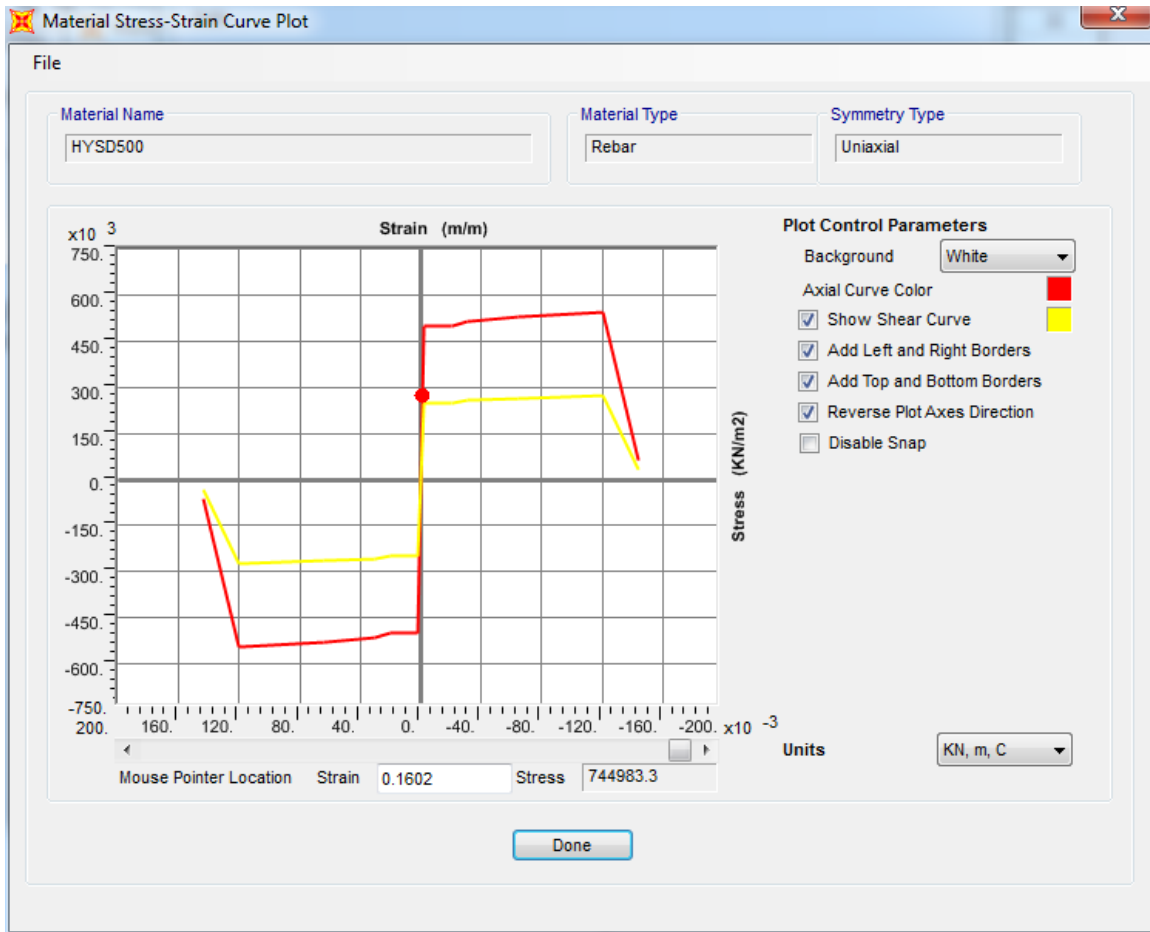 Material Stress-Strain Curve Plot
X
File
Material Name
Material Type
Symmetry Type
HYSD500
Rebar
Uniaxial
x10 3
Strain (m/m)
750.
600.
450.
300.
150.
0.
-150.
-300.
-450.
-600.
-750.
200. 160. 120. 80. 40. 0. -40. -80. -120. -160. -200. x10 -3
Stress (KN/m2)
Mouse Pointer Location Strain 0.1602 Stress 744983.3
Plot Control Parameters
Background White
Axial Curve Color
Show Shear Curve
Add Left and Right Borders
Add Top and Bottom Borders
Reverse Plot Axes Direction
Disable Snap
Units KN, m, C
Done